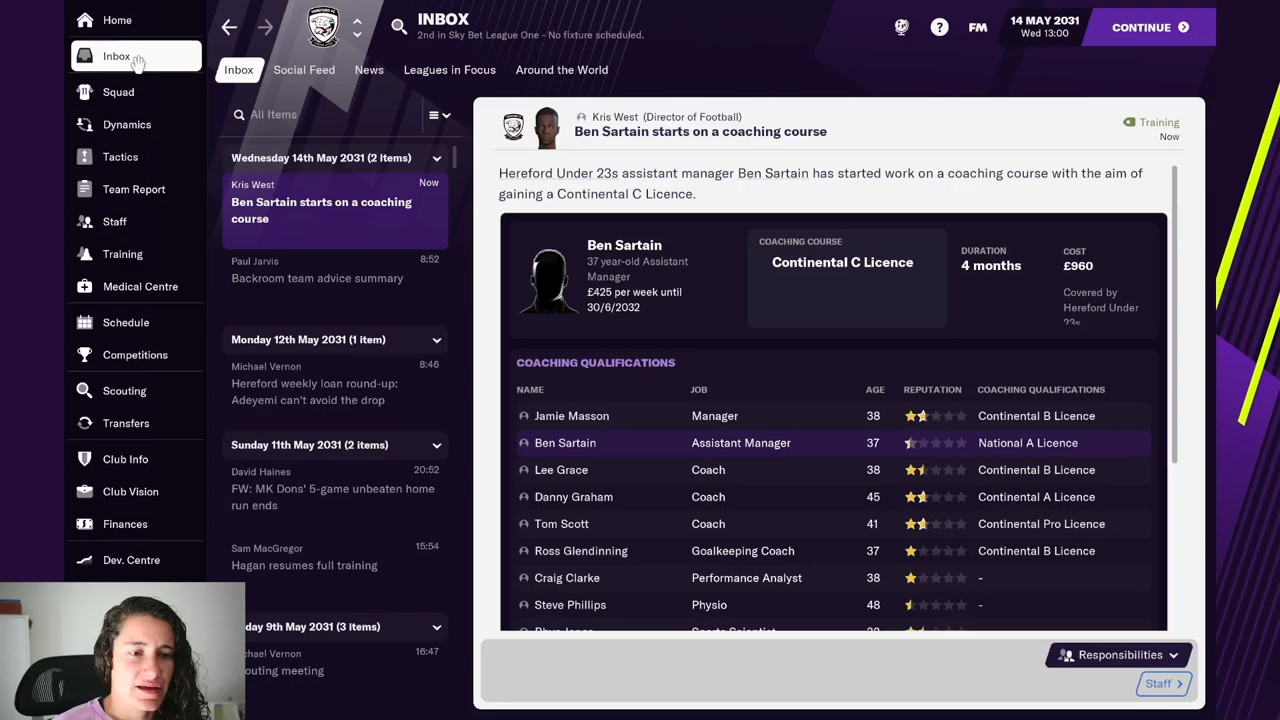 Home
Inbox
Squad
Dynamics
Tactics
Team Report
Staff
Training
Medical Centre
Schedule
Competitions
Scouting
Transfers
Club Info
Club Vision
Finances
Dev. Centre
INBOX
2nd in Sky Bet League One - No fixture scheduled.
FM
14 MAY 2031
Wed 13:00
CONTINUE
Inbox
Social Feed
News
Leagues in Focus
Around the World
All Items
Wednesday 14th May 2031 (2 items)
Kris West Now
Ben Sartain starts on a coaching
course
Paul Jarvis 8:52
Backroom team advice summary
Monday 12th May 2031 (1 item)
Michael Vernon 8:46
Hereford weekly loan round-up:
Adeyemi can't avoid the drop
Sunday 11th May 2031 (2 items)
David Haines 20:52
FW: MK Dons' 5-game unbeaten home
run ends
Sam MacGregor 15:54
Hagan resumes full training
day 9th May 2031 (3 items)
chael Vernon 16:47
outing meeting
Kris West (Director of Football)
Ben Sartain starts on a coaching course
Training
Now
Hereford Under 23s assistant manager Ben Sartain has started work on a coaching course with the aim of
gaining a Continental C Licence.
Ben Sartain
37 year-old Assistant
Manager
£425 per week until
30/6/2032
COACHING COURSE
Continental C Licence
DURATION
4 months
COST
£960
Covered by
Hereford Under
23s
COACHING QUALIFICATIONS
NAME JOB AGE REPUTATION COACHING QUALIFICATIONS
Jamie Masson Manager 38 Continental B Licence
Ben Sartain Assistant Manager 37 National A Licence
Lee Grace Coach 38 Continental B Licence
Danny Graham Coach 45 Continental A Licence
Tom Scott Coach 41 Continental Pro Licence
Ross Glendinning Goalkeeping Coach 37 Continental B Licence
Craig Clarke Performance Analyst 38 -
Steve Phillips Physio 48 -
Responsibilities
Staff